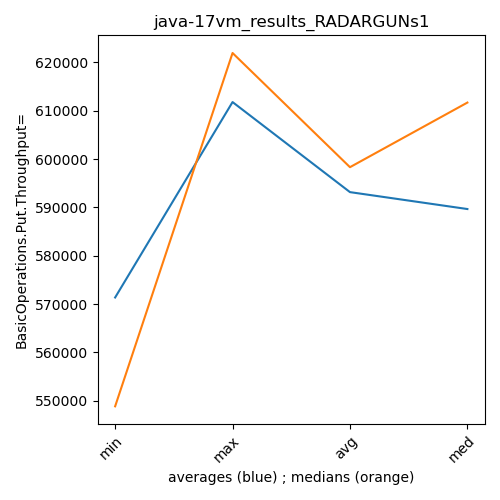 java-17vm_results_RADARGUNs1
BasicOperations.Put.Throughput=
620000
610000
600000
590000
580000
570000
560000
550000
min
max
avg
med
averages (blue) ; medians (orange)